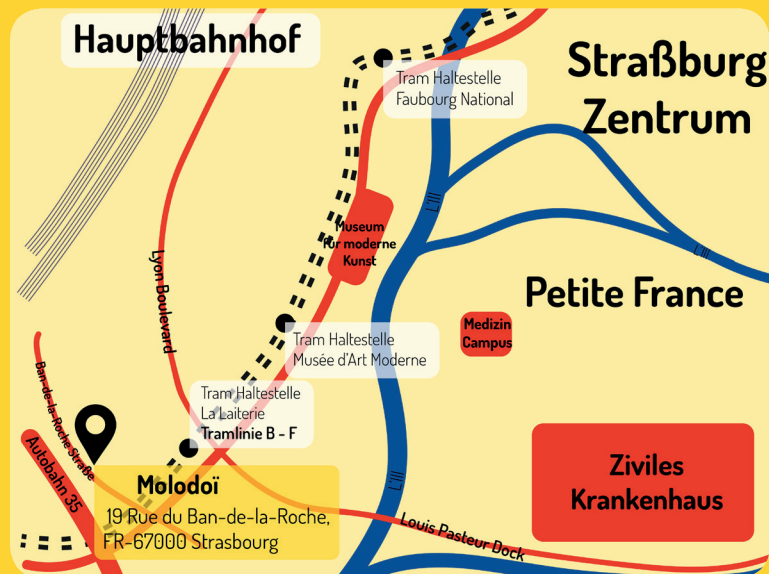 Hauptbahnhof
Straßburg
Zentrum
Tram Haltestelle
Faubourg National
L'Ill
L'Ill
Museum
für moderne
Kunst
Petite France
Lyon Boulevard
Medizin
Campus
Tram Haltestelle
Musée d'Art Moderne
Ban-de-la-Roche Straße
Tram Haltestelle
La Laiterie
Tramlinie B - F
Autobahn 35
L'Ill
Ziviles
Krankenhaus
Molodoï
19 Rue du Ban-de-la-Roche,
FR-67000 Strasbourg
Louis Pasteur Dock